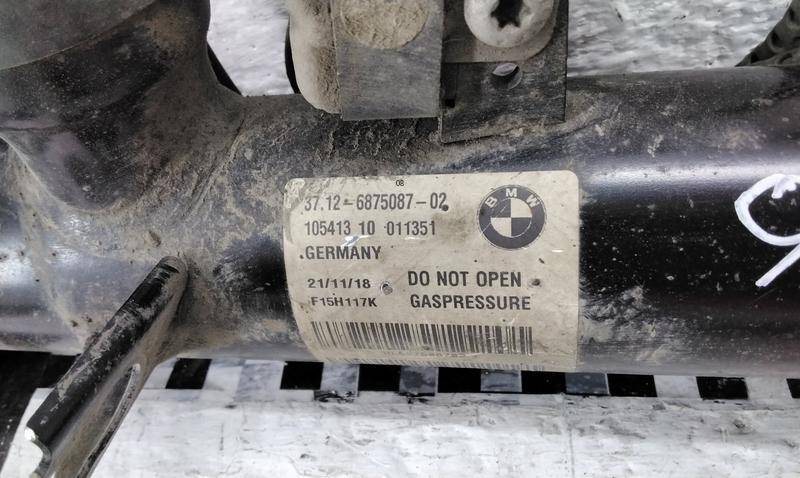 08
37.12-6875087-02
BMW
105413 10 011351
GERMANY
21/11/18 DO NOT OPEN
F15H117K GASPRESSURE